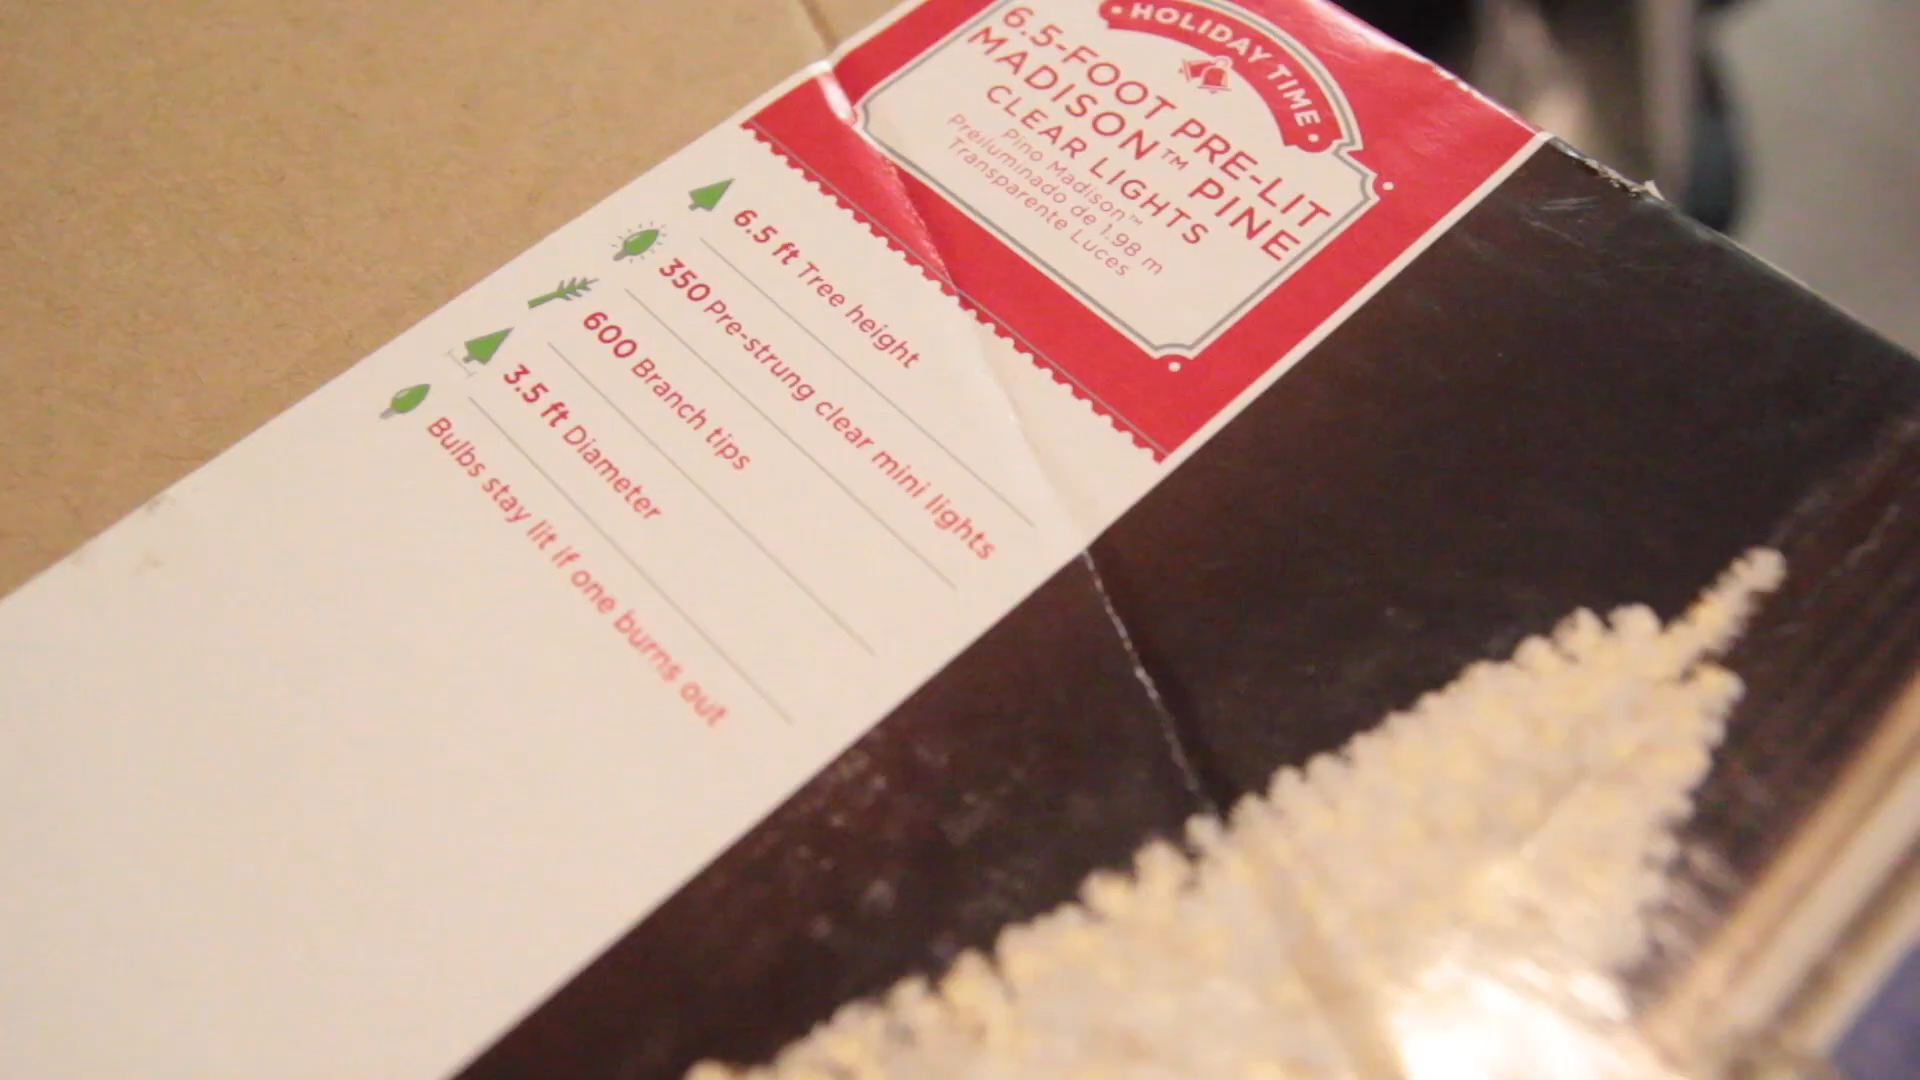 HOLIDAY TIME
6.5-FOOT PRE-LIT
MADISON™ PINE
CLEAR LIGHTS
Pino Madison™
Preiluminado de 1.98 m
Transparente Luces
6.5 ft Tree height
350 Pre-strung clear mini lights
600 Branch tips
3.5 ft Diameter
Bulbs stay lit if one burns out